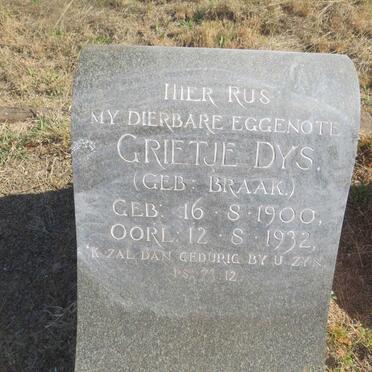 HIER RUS
MY DIERBARE EGGENOTE
GRIETJE DYS.
(GEB: BRAAK.)
GEB: 16·8·1900,
OORL: 12·8·1932,
'K ZAL DAN GEDURIG BY U ZYN
PS. 73.12.